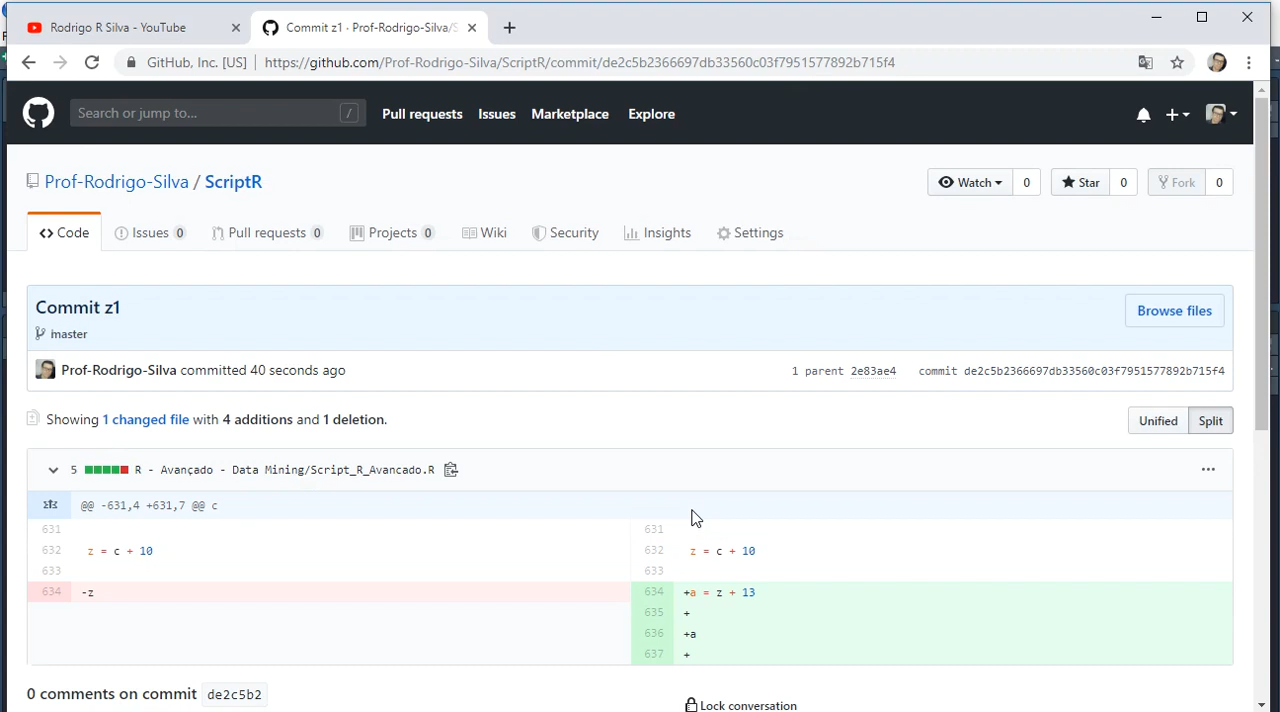 Rodrigo R Silva - YouTube
Commit z1 · Prof-Rodrigo-Silva/S
GitHub, Inc. [US] | https://github.com/Prof-Rodrigo-Silva/ScriptR/commit/de2c5b2366697db33560c03f7951577892b715f4
Search or jump to... /
Pull requests Issues Marketplace Explore
Prof-Rodrigo-Silva / ScriptR
Watch 0 Star 0 Fork 0
Code Issues 0 Pull requests 0 Projects 0 Wiki Security Insights Settings
Commit z1
Browse files
master
Prof-Rodrigo-Silva committed 40 seconds ago
1 parent 2e83ae4 commit de2c5b2366697db33560c03f7951577892b715f4
Showing 1 changed file with 4 additions and 1 deletion.
Unified Split
5 R - Avançado - Data Mining/Script_R_Avancado.R
@@ -631,4 +631,7 @@ c
631 631
632 z = c + 10 632 z = c + 10
633 633
634 -z 634 +a = z + 13
635 +
636 +a
637 +
0 comments on commit de2c5b2
Lock conversation